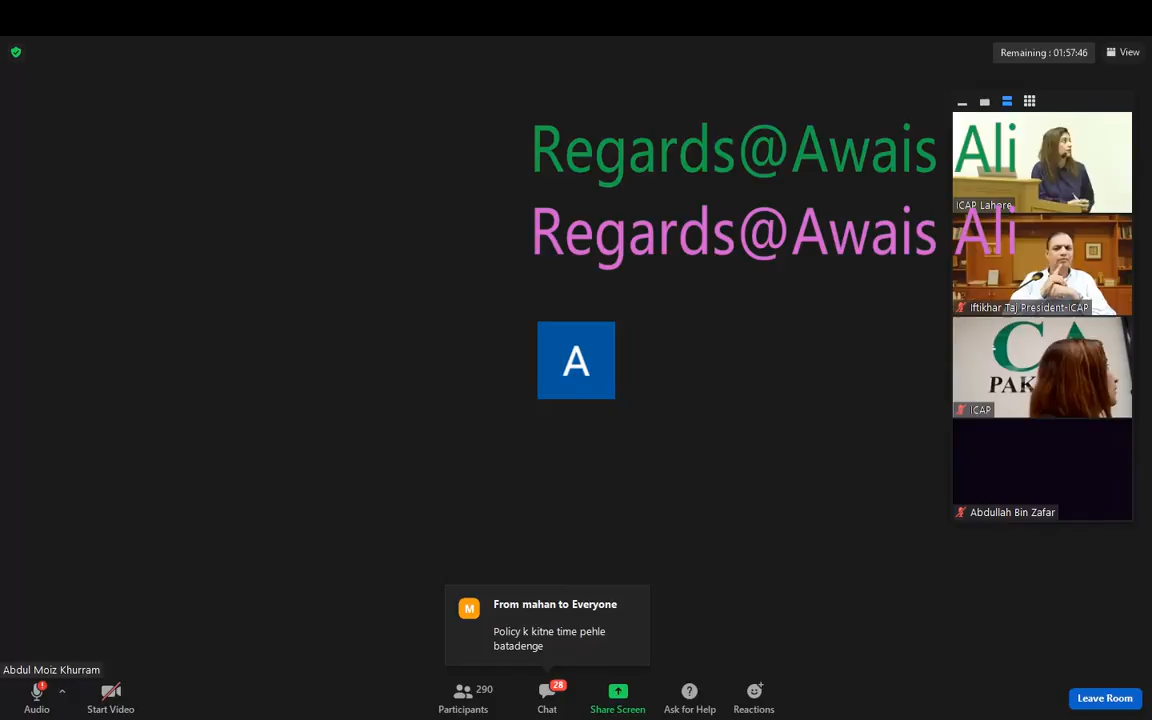 Remaining : 01:57:46
View
Regards@Awais Ali
ICAP Lahore
Regards@Awais Ali
Iftikhar Taj President-ICAP
A
CA
PAK
ICAP
Abdullah Bin Zafar
M
From mahan to Everyone
Policy k kitne time pehle
batadenge
Abdul Moiz Khurram
290
28
Audio
Start Video
Participants
Chat
Share Screen
Ask for Help
Reactions
Leave Room